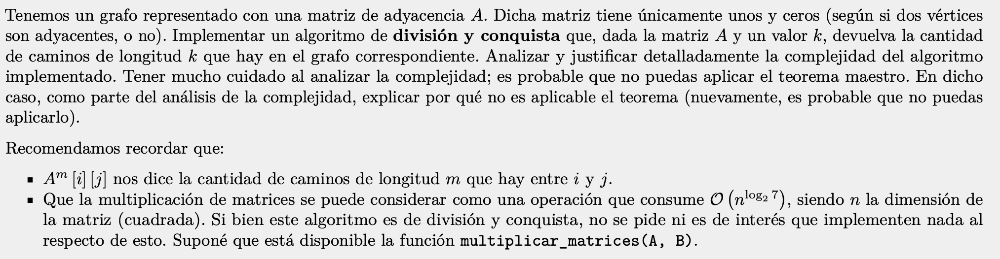 Tenemos un grafo representado con una matriz de adyacencia A. Dicha matriz tiene únicamente unos y ceros (según si dos vértices
son adyacentes, o no). Implementar un algoritmo de división y conquista que, dada la matriz A y un valor k, devuelva la cantidad
de caminos de longitud k que hay en el grafo correspondiente. Analizar y justificar detalladamente la complejidad del algoritmo
implementado. Tener mucho cuidado al analizar la complejidad; es probable que no puedas aplicar el teorema maestro. En dicho
caso, como parte del análisis de la complejidad, explicar por qué no es aplicable el teorema (nuevamente, es probable que no puedas
aplicarlo).
Recomendamos recordar que:
▪ A^m [i] [j] nos dice la cantidad de caminos de longitud m que hay entre i y j.
▪ Que la multiplicación de matrices se puede considerar como una operación que consume O (n^{log_2 7}), siendo n la dimensión de
la matriz (cuadrada). Si bien este algoritmo es de división y conquista, no se pide ni es de interés que implementen nada al
respecto de esto. Suponé que está disponible la función multiplicar_matrices(A, B).